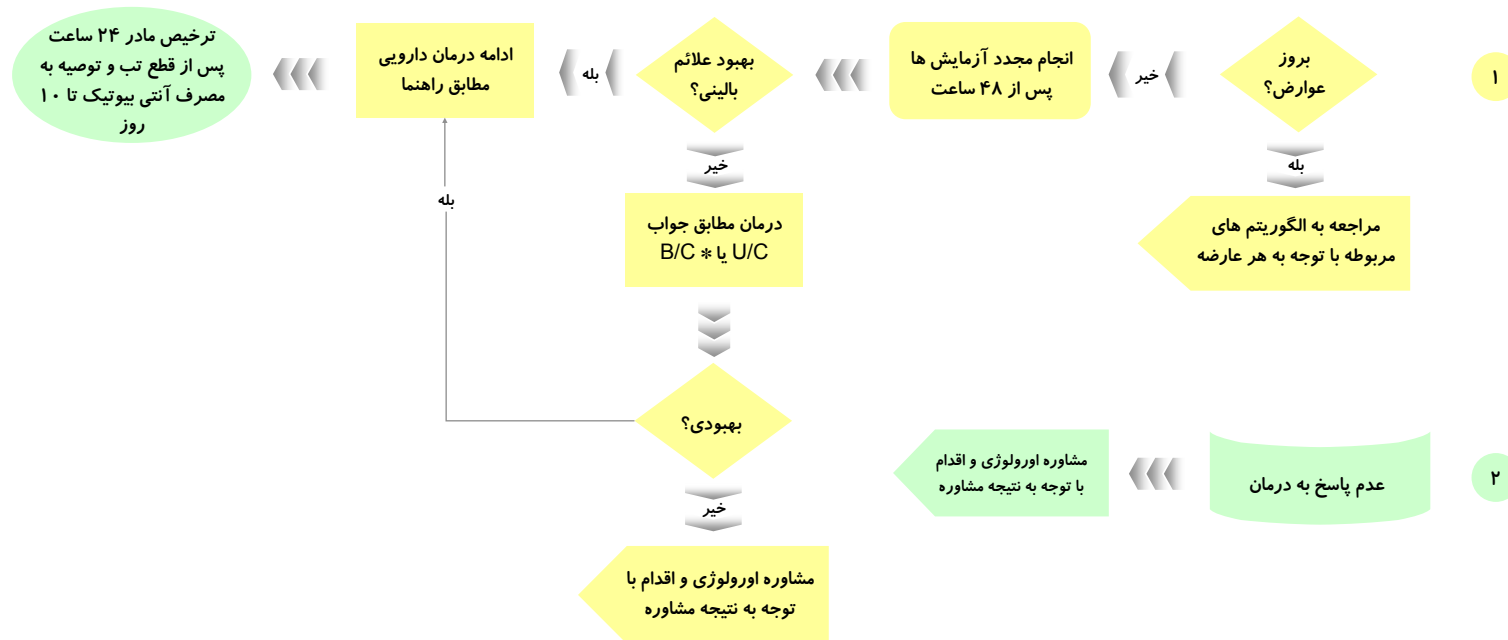 ۱
بروز
عوارض؟
خیر
انجام مجدد آزمایش ها
پس از ۴۸ ساعت
بهبود علائم
بالینی؟
بله
ادامه درمان دارویی
مطابق راهنما
ترخیص مادر ۲۴ ساعت
پس از قطع تب و توصیه به
مصرف آنتی بیوتیک تا ۱۰
روز
بله
مراجعه به الگوریتم های
مربوطه با توجه به هر عارضه
خیر
درمان مطابق جواب
U/C یا * B/C
بله
بهبودی؟
خیر
مشاوره اورولوژی و اقدام با
توجه به نتیجه مشاوره
۲
عدم پاسخ به درمان
مشاوره اورولوژی و اقدام
با توجه به نتیجه مشاوره